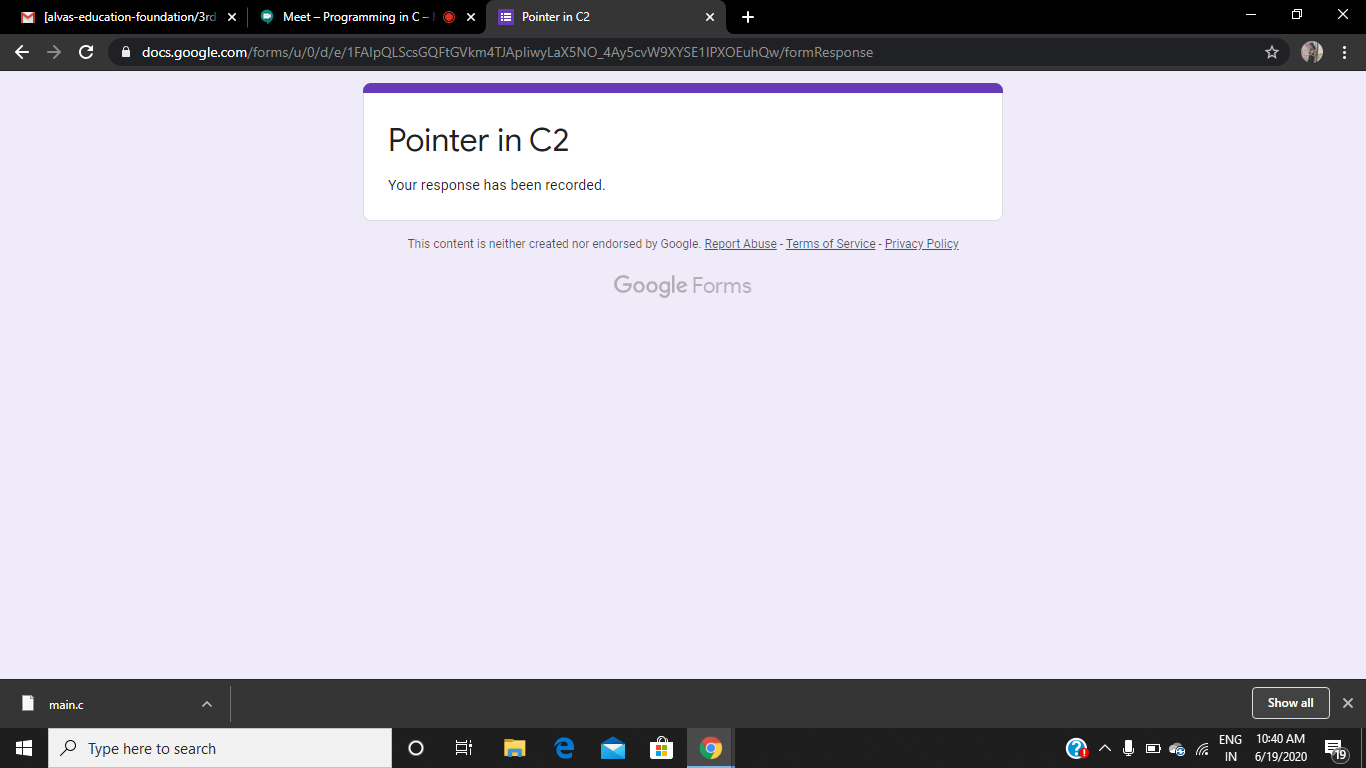 [alvas-education-foundation/3rd
Meet – Programming in C –
Pointer in C2
docs.google.com/forms/u/0/d/e/1FAIpQLScsGQFtGVkm4TJApIiwyLaX5NO_4Ay5cvW9XYSE1IPXOEuhQw/formResponse
Pointer in C2
Your response has been recorded.
This content is neither created nor endorsed by Google. Report Abuse - Terms of Service - Privacy Policy
Google Forms
main.c
Show all
Type here to search
ENG
IN
10:40 AM
6/19/2020
19